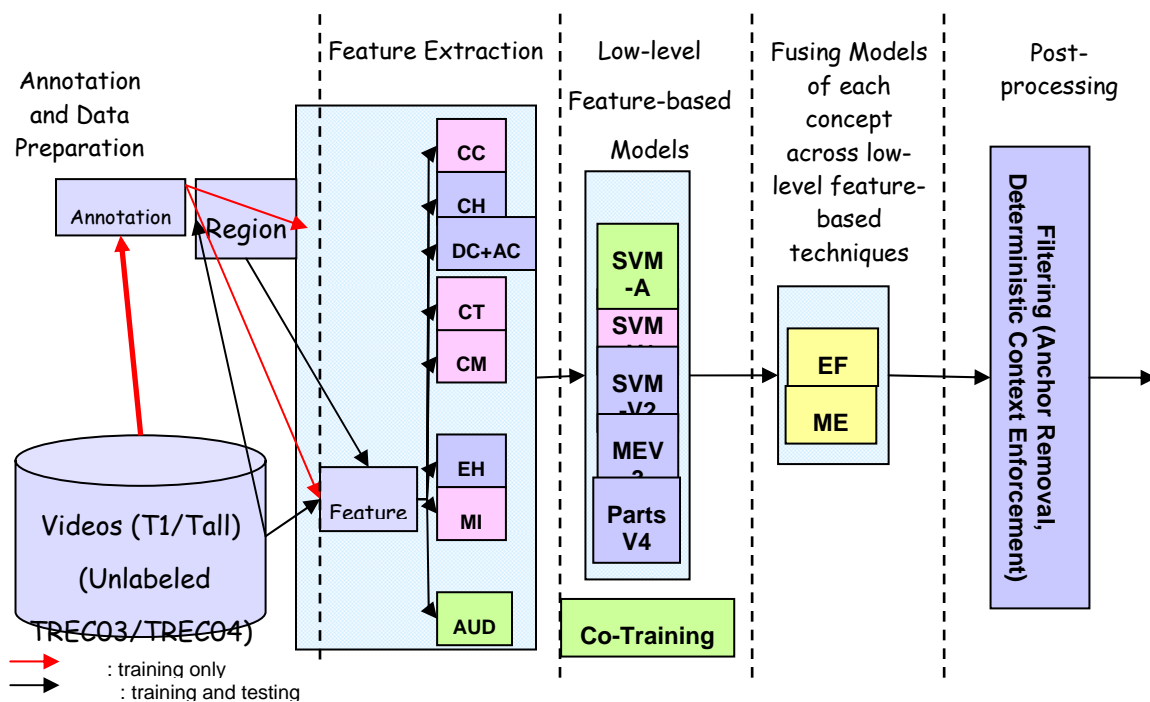 Annotation
and Data
Preparation
Feature Extraction
Low-level
Feature-based
Models
Fusing Models
of each
concept
across low-
level feature-
based
techniques
Post-
processing
Annotation
Region
Videos (T1/Tall)
(Unlabeled
TREC03/TREC04)
Feature
CC
CH
DC+AC
CT
CM
EH
MI
AUD
SVM
-A
SVM
SVM
-V2
MEV
Parts
V4
Co-Training
EF
ME
Filtering (Anchor Removal,
Deterministic Context Enforcement)
: training only
: training and testing